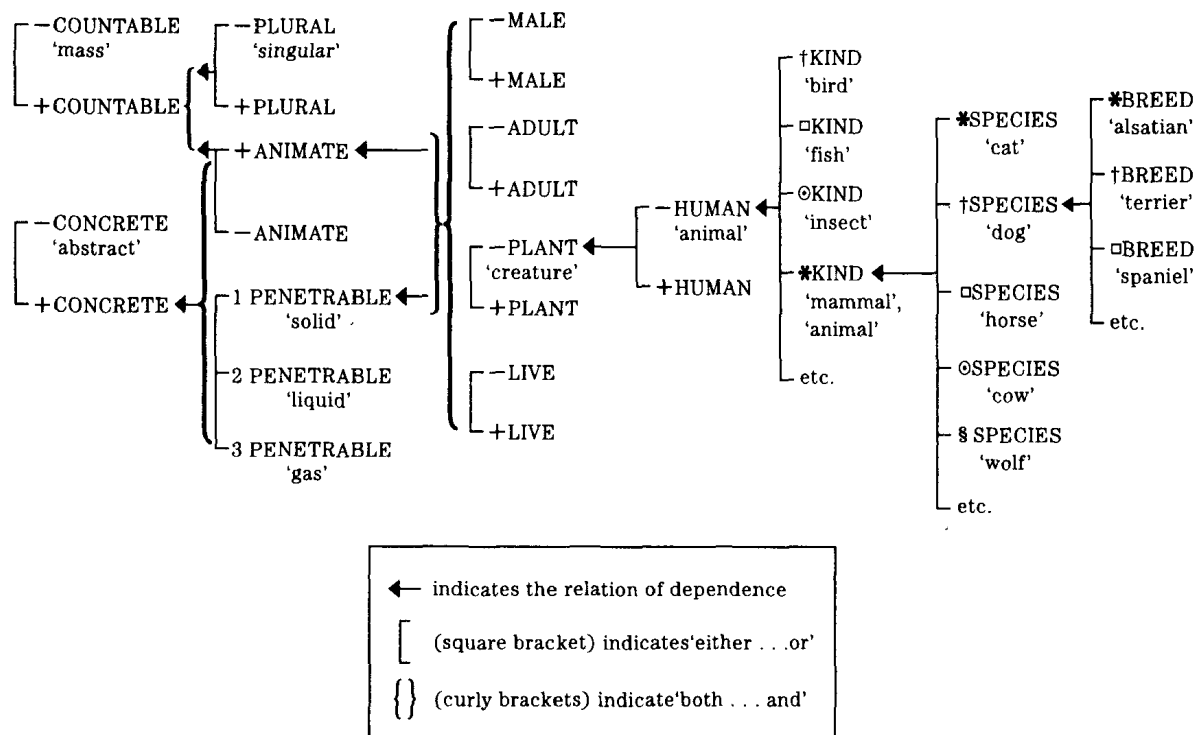 −COUNTABLE
‘mass’
+COUNTABLE
−CONCRETE
‘abstract’
+CONCRETE
−PLURAL
‘singular’
+PLURAL
+ANIMATE
−ANIMATE
1 PENETRABLE
‘solid’
2 PENETRABLE
‘liquid’
3 PENETRABLE
‘gas’
−MALE
+MALE
−ADULT
+ADULT
−PLANT
‘creature’
+PLANT
−LIVE
+LIVE
−HUMAN
‘animal’
+HUMAN
†KIND
‘bird’
□KIND
‘fish’
⊙KIND
‘insect’
✱KIND
‘mammal’,
‘animal’
etc.
✱SPECIES
‘cat’
†SPECIES
‘dog’
□SPECIES
‘horse’
⊙SPECIES
‘cow’
§ SPECIES
‘wolf’
etc.
✱BREED
‘alsatian’
†BREED
‘terrier’
□BREED
‘spaniel’
etc.
indicates the relation of dependence
(square bracket) indicates‘either . . .or’
(curly brackets) indicate‘both . . . and’